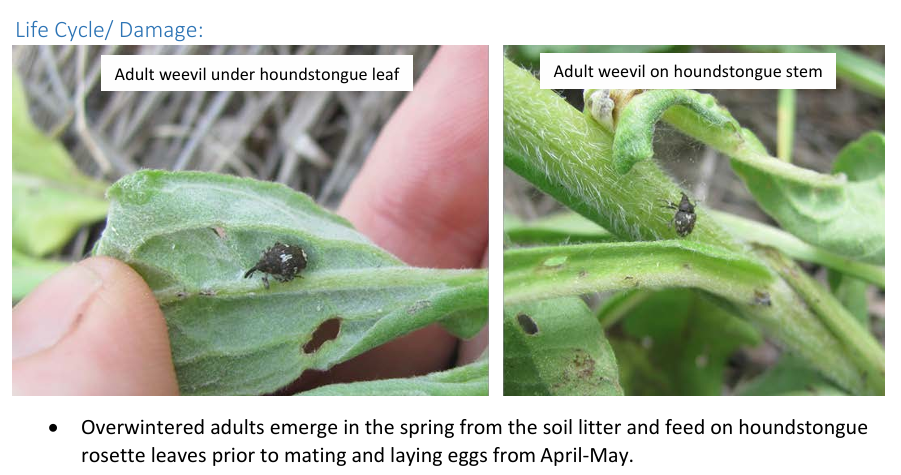 Life Cycle/ Damage:
Adult weevil under houndstongue leaf
Adult weevil on houndstongue stem
• Overwintered adults emerge in the spring from the soil litter and feed on houndstongue
rosette leaves prior to mating and laying eggs from April-May.